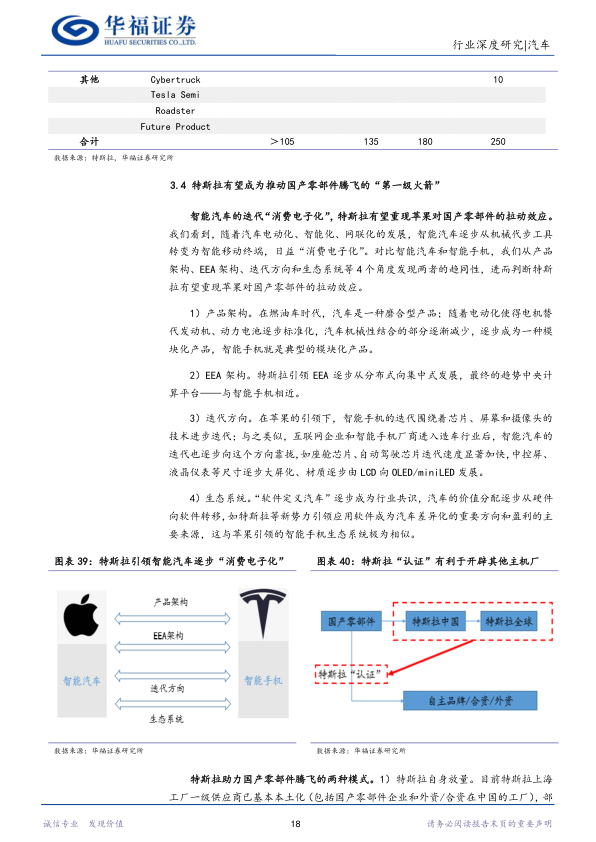 华福证券
HUAFU SECURITIES CO.,LTD.
行业深度研究|汽车
其他 Cybertruck 10
Tesla Semi
Roadster
Future Product
合计 ＞105 135 180 250
数据来源：特斯拉，华福证券研究所
3.4 特斯拉有望成为推动国产零部件腾飞的“第一级火箭”
智能汽车的迭代“消费电子化”，特斯拉有望重现苹果对国产零部件的拉动效应。
我们看到，随着汽车电动化、智能化、网联化的发展，智能汽车逐步从机械代步工具
转变为智能移动终端，日益“消费电子化”。对比智能汽车和智能手机，我们从产品
架构、EEA 架构、迭代方向和生态系统等 4 个角度发现两者的趋同性，进而判断特斯
拉有望重现苹果对国产零部件的拉动效应。
1）产品架构。在燃油车时代，汽车是一种磨合型产品；随着电动化使得电机替
代发动机、动力电池逐步标准化，汽车机械性结合的部分逐渐减少，逐步成为一种模
块化产品，智能手机就是典型的模块化产品。
2）EEA 架构。特斯拉引领 EEA 逐步从分布式向集中式发展，最终的趋势中央计
算平台——与智能手机相近。
3）迭代方向。在苹果的引领下，智能手机的迭代围绕着芯片、屏幕和摄像头的
技术进步迭代；与之类似，互联网企业和智能手机厂商进入造车行业后，智能汽车的
迭代也逐步向这个方向靠拢，如座舱芯片、自动驾驶芯片迭代速度显著加快，中控屏、
液晶仪表等尺寸逐步大屏化、材质逐步由 LCD 向 OLED/miniLED 发展。
4）生态系统。“软件定义汽车”逐步成为行业共识，汽车的价值分配逐步从硬件
向软件转移，如特斯拉等新势力引领应用软件成为汽车差异化的重要方向和盈利的主
要来源，这与苹果引领的智能手机生态系统极为相似。
图表 39：特斯拉引领智能汽车逐步“消费电子化”
智能汽车
产品架构
EEA架构
迭代方向
生态系统
智能手机
数据来源：华福证券研究所
图表 40：特斯拉“认证”有利于开辟其他主机厂
国产零部件
特斯拉中国
特斯拉全球
特斯拉“认证”
自主品牌/合资/外资
数据来源：华福证券研究所
特斯拉助力国产零部件腾飞的两种模式。1）特斯拉自身放量。目前特斯拉上海
工厂一级供应商已基本本土化（包括国产零部件企业和外资/合资在中国的工厂），部
诚信专业 发现价值 18 请务必阅读报告末页的重要声明